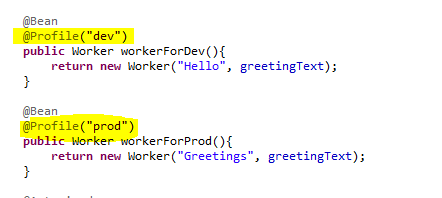 @Bean
@Profile("dev")
public Worker workerForDev(){
return new Worker("Hello", greetingText);
}
@Bean
@Profile("prod")
public Worker workerForProd(){
return new Worker("Greetings", greetingText);
}